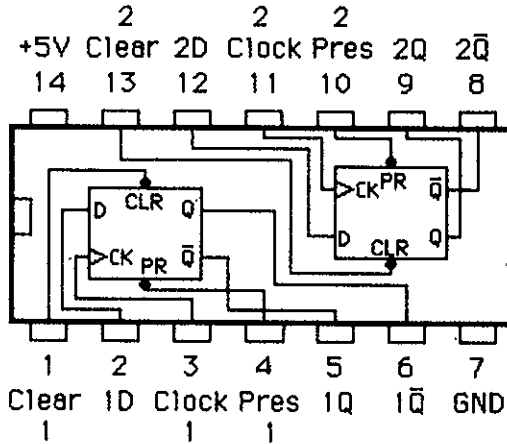 2 2 2
+5V Clear 2D Clock Pres 2Q 2Q̅
14 13 12 11 10 9 8
CLR
D Q
CK Q̅
PR
PR
CK Q̅
D Q
CLR
1 2 3 4 5 6 7
Clear 1D Clock Pres 1Q 1Q̅ GND
1 1 1